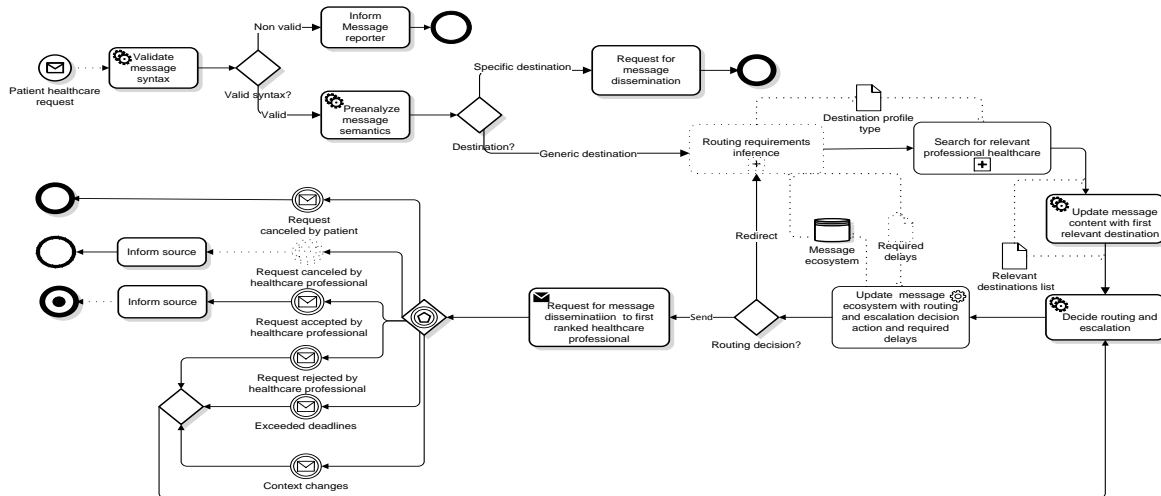 Inform
Message
reporter
Non valid
Validate
message
syntax
Patient healthcare
request
Valid syntax?
Valid
Preanalyze
message
semantics
Specific destination
Request for
message
dissemination
Destination?
Generic destination
Destination profile
type
Routing requirements
inference
Search for relevant
professional healthcare
Update message
content with first
relevant destination
Redirect
Message
ecosystem
Required
delays
Relevant
destinations list
Request
canceled by patient
Inform source
Request canceled by
healthcare professional
Inform source
Request accepted by
healthcare professional
Request for message
dissemination to first
ranked healthcare
professional
Send
Routing decision?
Update message
ecosystem with routing
and escalation decision
action and required
delays
Decide routing and
escalation
Request rejected by
healthcare professional
Exceeded deadlines
Context changes